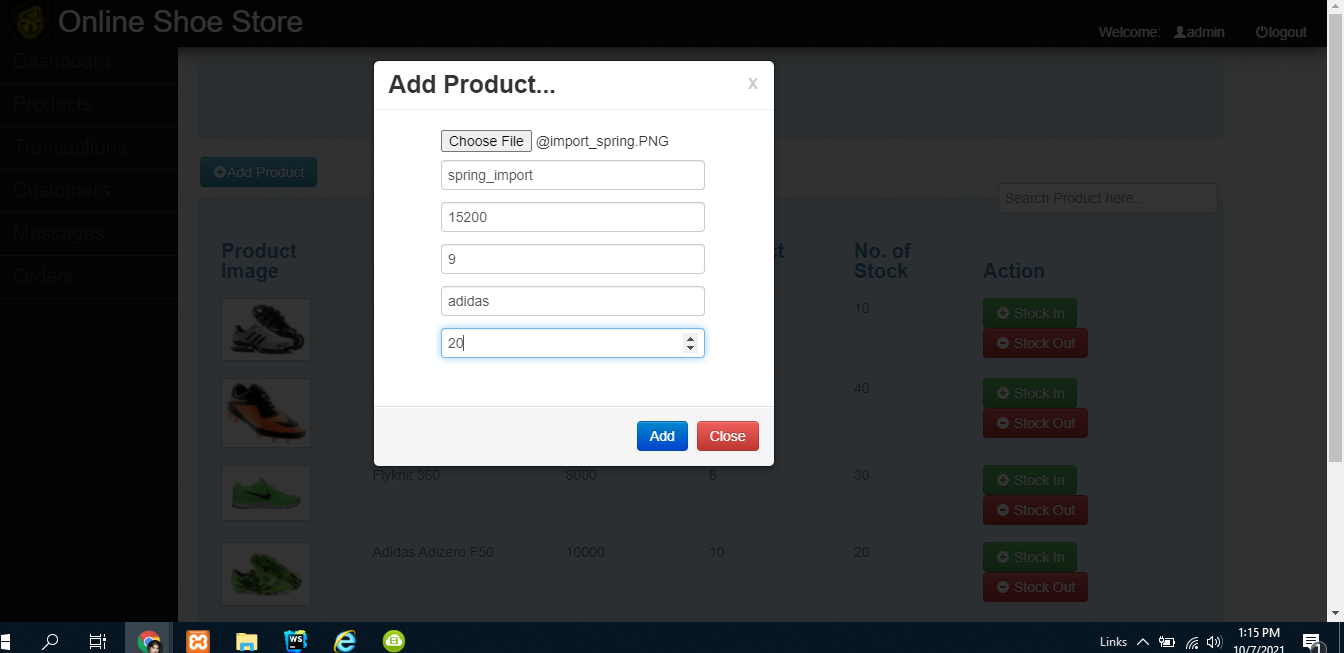 Online Shoe Store
Welcome: admin logout
Dashboard
Products
Transactions
Customers
Messages
Orders
Add Product...
x
Choose File @import_spring.PNG
spring_import
15200
9
adidas
20
Add Close
Add Product
Search Product here...
Product Image
No. of Stock
Action
10
Stock In
Stock Out
40
Stock In
Stock Out
Flyknit 360 8000 8 30
Stock In
Stock Out
Adidas Adizero F50 10000 10 20
Stock In
Stock Out
WS
Links
1:15 PM
10/7/2021
1